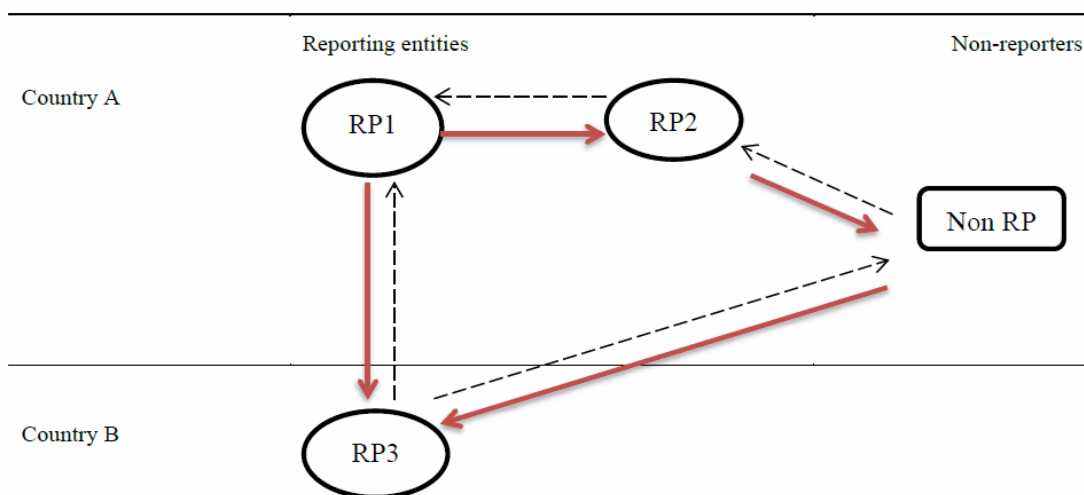 Reporting entities
Non-reporters
Country A
RP1
RP2
Non RP
Country B
RP3